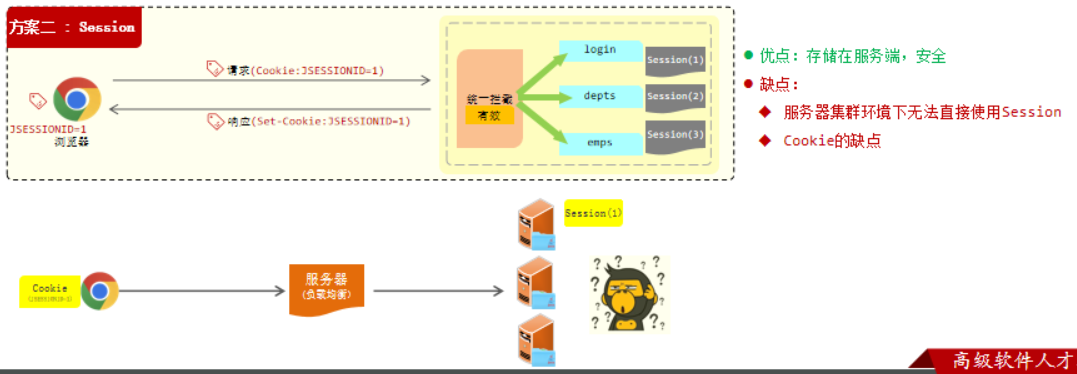 方案二 : Session
请求(Cookie:JSESSIONID=1)
响应(Set-Cookie:JSESSIONID=1)
JSESSIONID=1
浏览器
统一拦截
有效
login
depts
emps
Session(1)
Session(2)
Session(3)
● 优点：存储在服务端，安全
● 缺点：
◆ 服务器集群环境下无法直接使用Session
◆ Cookie的缺点
Cookie
服务器
(负载均衡)
Session(1)
? ? ? ? ? ? ? ? ? ? ?
高级软件人才